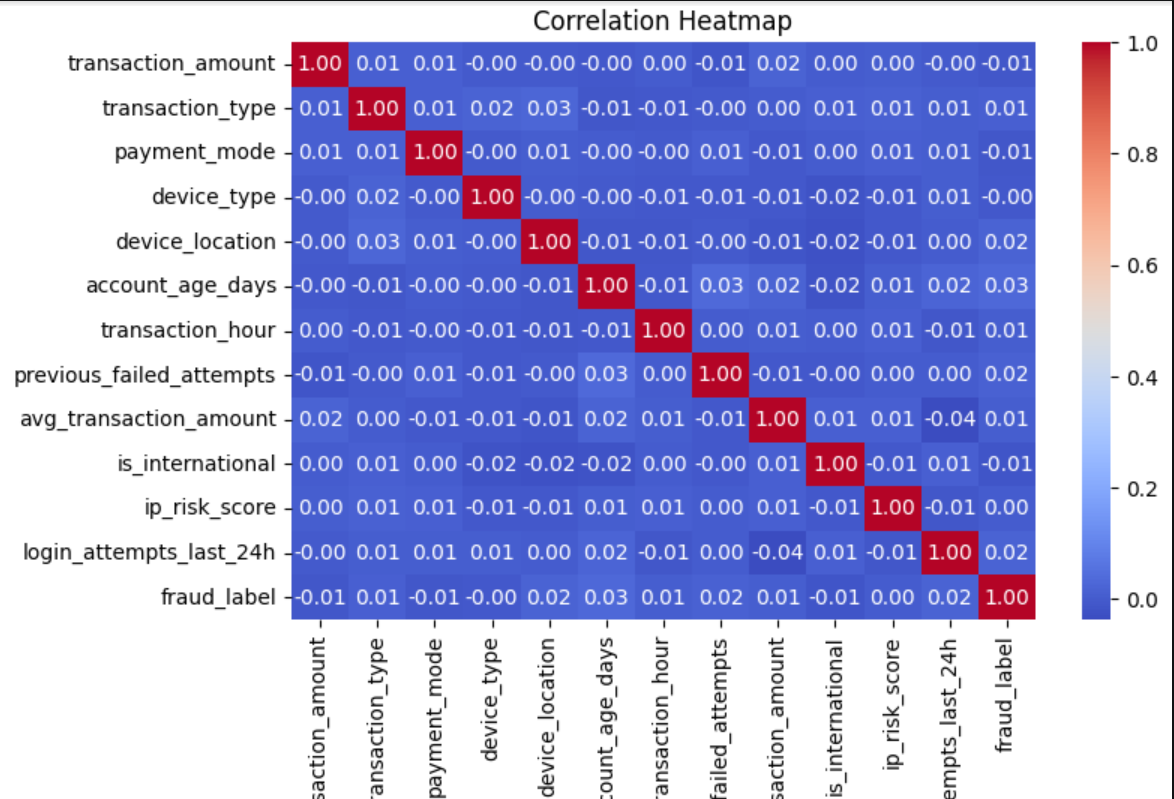 Correlation Heatmap
transaction_amount 1.00 0.01 0.01 -0.00 -0.00 -0.00 0.00 -0.01 0.02 0.00 0.00 -0.00 -0.01 1.0
transaction_type 0.01 1.00 0.01 0.02 0.03 -0.01 -0.01 -0.00 0.00 0.01 0.01 0.01 0.01
payment_mode 0.01 0.01 1.00 -0.00 0.01 -0.00 -0.00 0.01 -0.01 0.00 0.01 0.01 -0.01 0.8
device_type -0.00 0.02 -0.00 1.00 -0.00 -0.00 -0.01 -0.01 -0.01 -0.02 -0.01 0.01 -0.00
device_location -0.00 0.03 0.01 -0.00 1.00 -0.01 -0.01 -0.00 -0.01 -0.02 -0.01 0.00 0.02
0.6
account_age_days -0.00 -0.01 -0.00 -0.00 -0.01 1.00 -0.01 0.03 0.02 -0.02 0.01 0.02 0.03
transaction_hour 0.00 -0.01 -0.00 -0.01 -0.01 -0.01 1.00 0.00 0.01 0.00 0.01 -0.01 0.01
previous_failed_attempts -0.01 -0.00 0.01 -0.01 -0.00 0.03 0.00 1.00 -0.01 -0.00 0.00 0.00 0.02 0.4
avg_transaction_amount 0.02 0.00 -0.01 -0.01 -0.01 0.02 0.01 -0.01 1.00 0.01 0.01 -0.04 0.01
is_international 0.00 0.01 0.00 -0.02 -0.02 -0.02 0.00 -0.00 0.01 1.00 -0.01 0.01 -0.01
0.2
ip_risk_score 0.00 0.01 0.01 -0.01 -0.01 0.01 0.01 0.00 0.01 -0.01 1.00 -0.01 0.00
login_attempts_last_24h -0.00 0.01 0.01 0.01 0.00 0.02 -0.01 0.00 -0.04 0.01 -0.01 1.00 0.02
fraud_label -0.01 0.01 -0.01 -0.00 0.02 0.03 0.01 0.02 0.01 -0.01 0.00 0.02 1.00 0.0
saction_amount
ransaction_type
payment_mode
device_type
device_location
count_age_days
ransaction_hour
failed_attempts
saction_amount
is_international
ip_risk_score
empts_last_24h
fraud_label